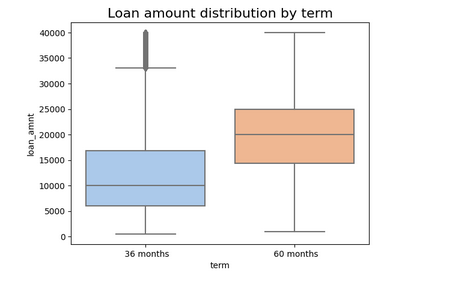 Loan amount distribution by term
40000
35000
30000
25000
20000
15000
10000
5000
0
loan_amnt
36 months
60 months
term